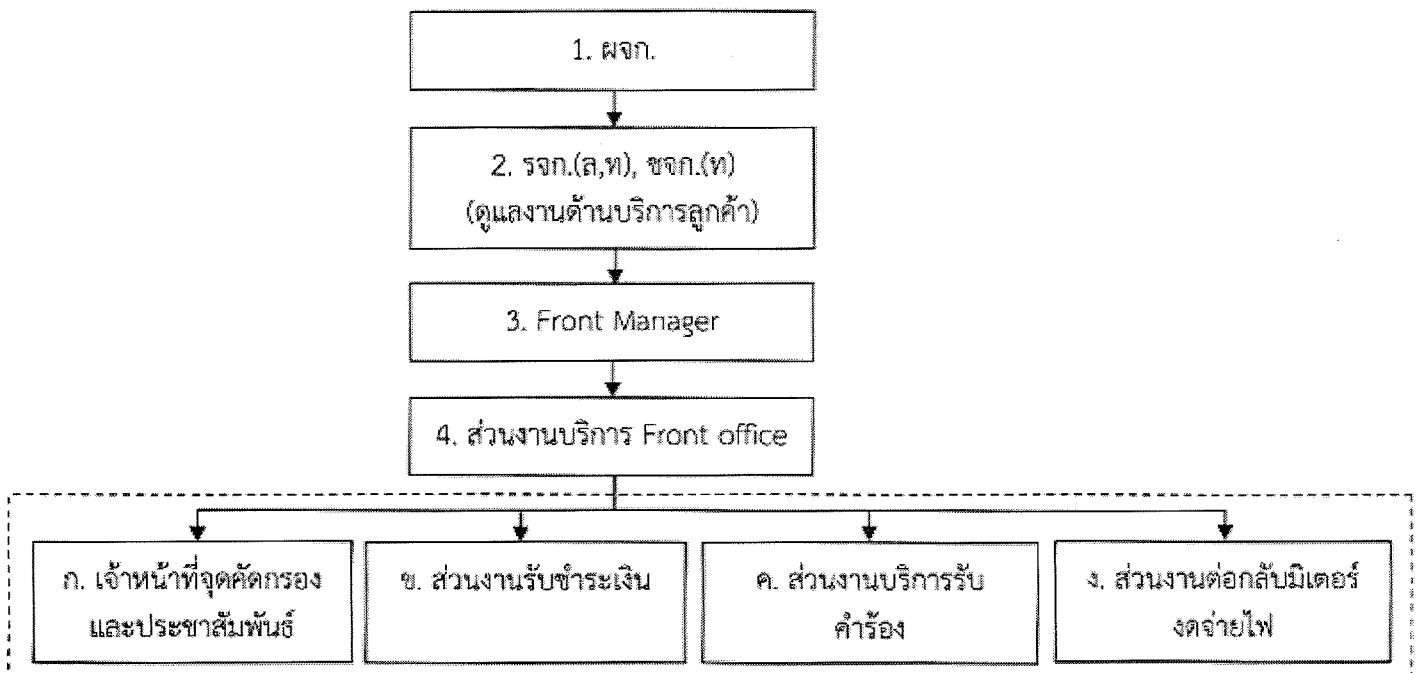 1. ผจก.
2. รจก.(ล,ท), ชจก.(ท)
(ดูแลงานด้านบริการลูกค้า)
3. Front Manager
4. ส่วนงานบริการ Front office
ก. เจ้าหน้าที่จุดคัดกรอง
และประชาสัมพันธ์
ข. ส่วนงานรับชำระเงิน
ค. ส่วนงานบริการรับ
คำร้อง
ง. ส่วนงานต่อกลับมิเตอร์
งดจ่ายไฟ